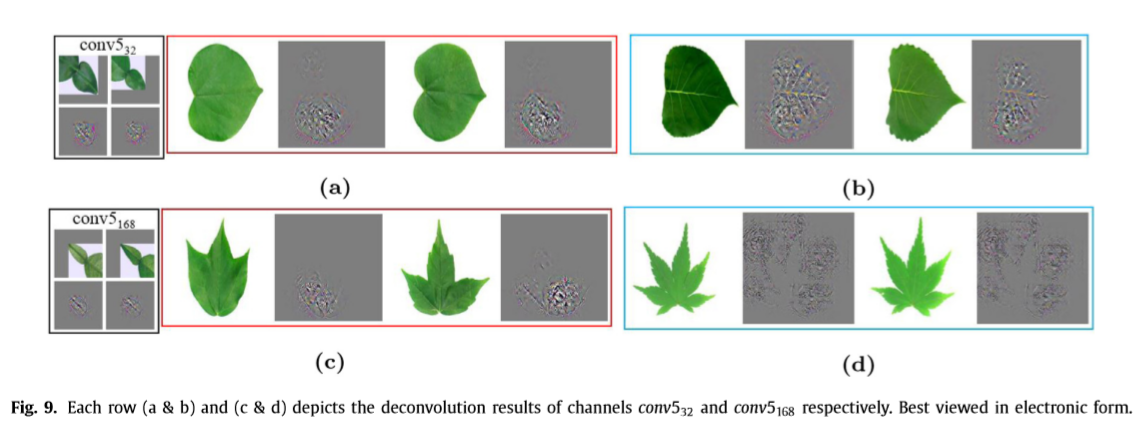 conv5₃₂
(a)
(b)
conv5₁₆₈
(c)
(d)
Fig. 9. Each row (a & b) and (c & d) depicts the deconvolution results of channels conv5₃₂ and conv5₁₆₈ respectively. Best viewed in electronic form.